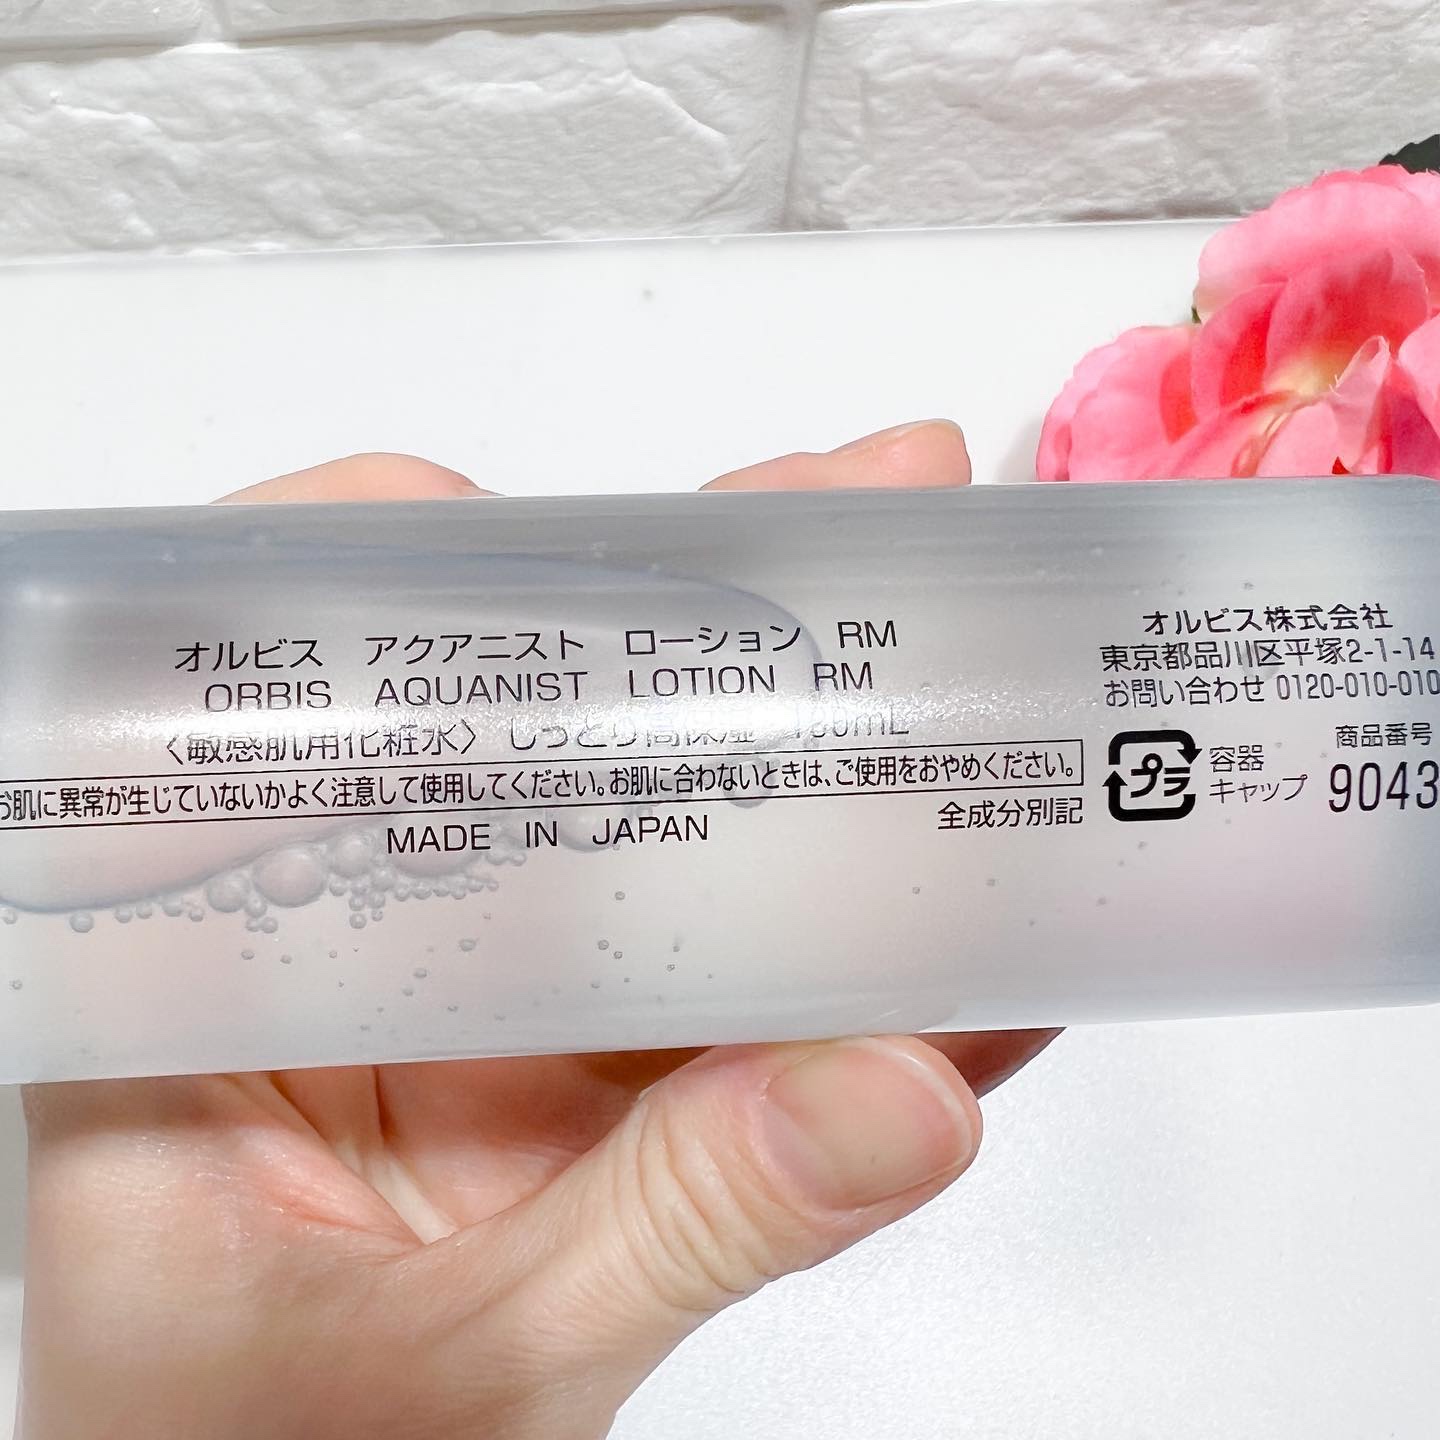 オルビス アクアニスト ローション RM
ORBIS AQUANIST LOTION RM
〈敏感肌用化粧水〉 しっとり高保湿 180mL
お肌に異常が生じていないかよく注意して使用してください。お肌に合わないときは、ご使用をおやめください。
MADE IN JAPAN
全成分別記
オルビス株式会社
東京都品川区平塚2-1-14
お問い合わせ 0120-010-010
プラ
容器
キャップ
商品番号
9043